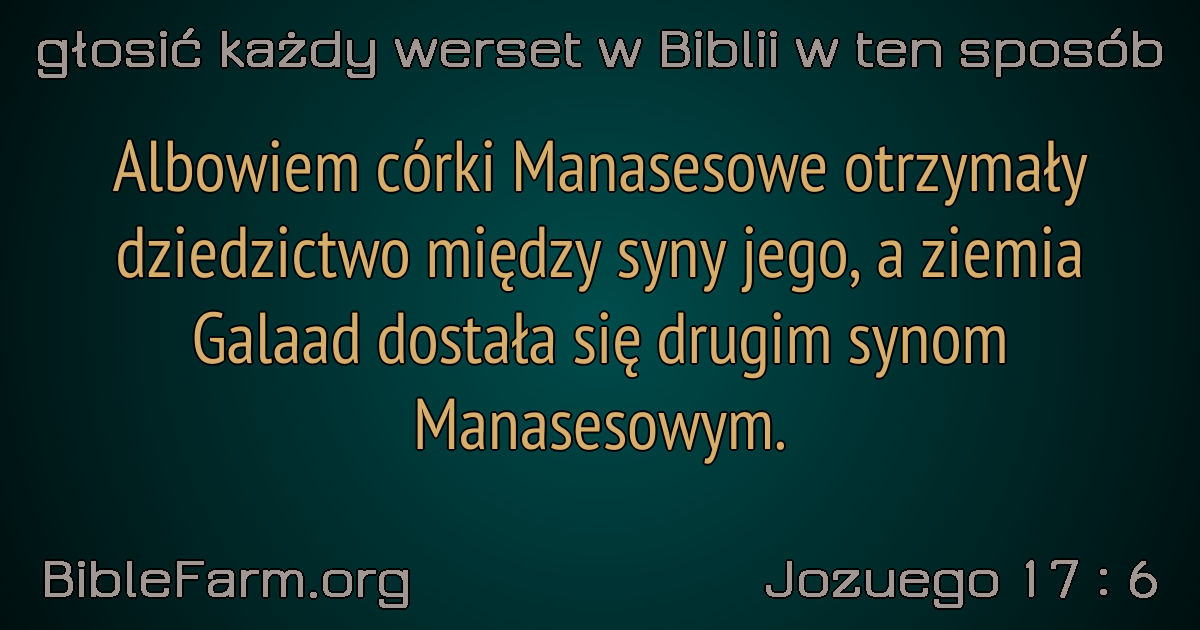 głosić każdy werset w Biblii w ten sposób
Albowiem córki Manasesowe otrzymały
dziedzictwo między syny jego, a ziemia
Galaad dostała się drugim synom
Manasesowym.
BibleFarm.org
Jozuego 17 : 6